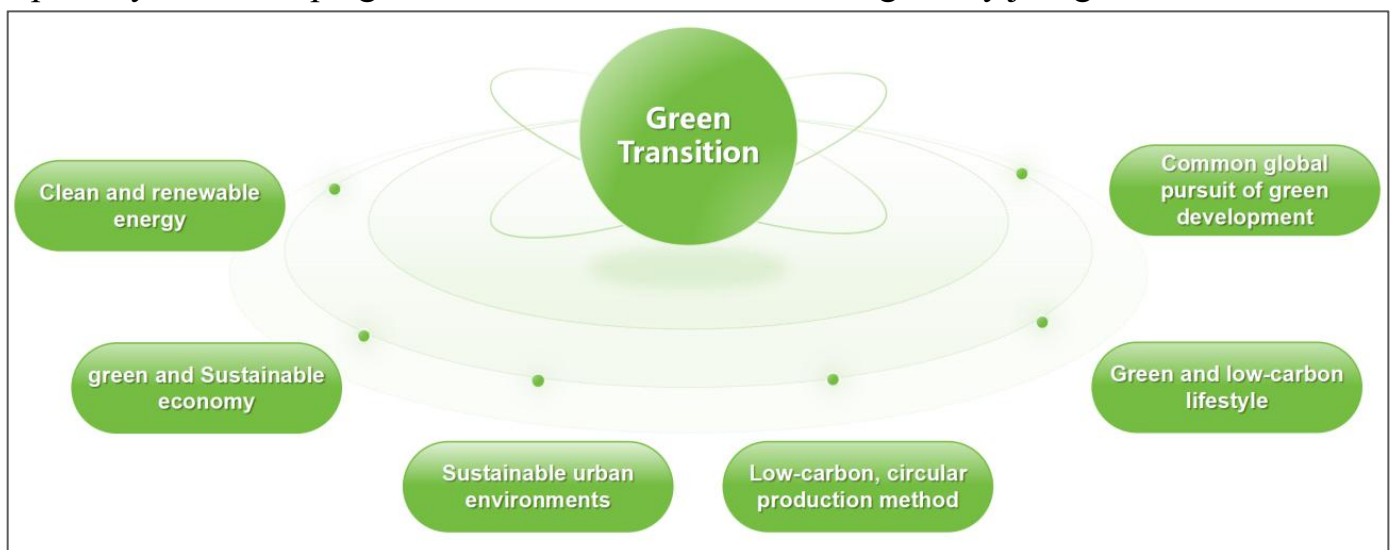 Green
Transition
Clean and renewable
energy
Common global
pursuit of green
development
green and Sustainable
economy
Green and low-carbon
lifestyle
Sustainable urban
environments
Low-carbon, circular
production method